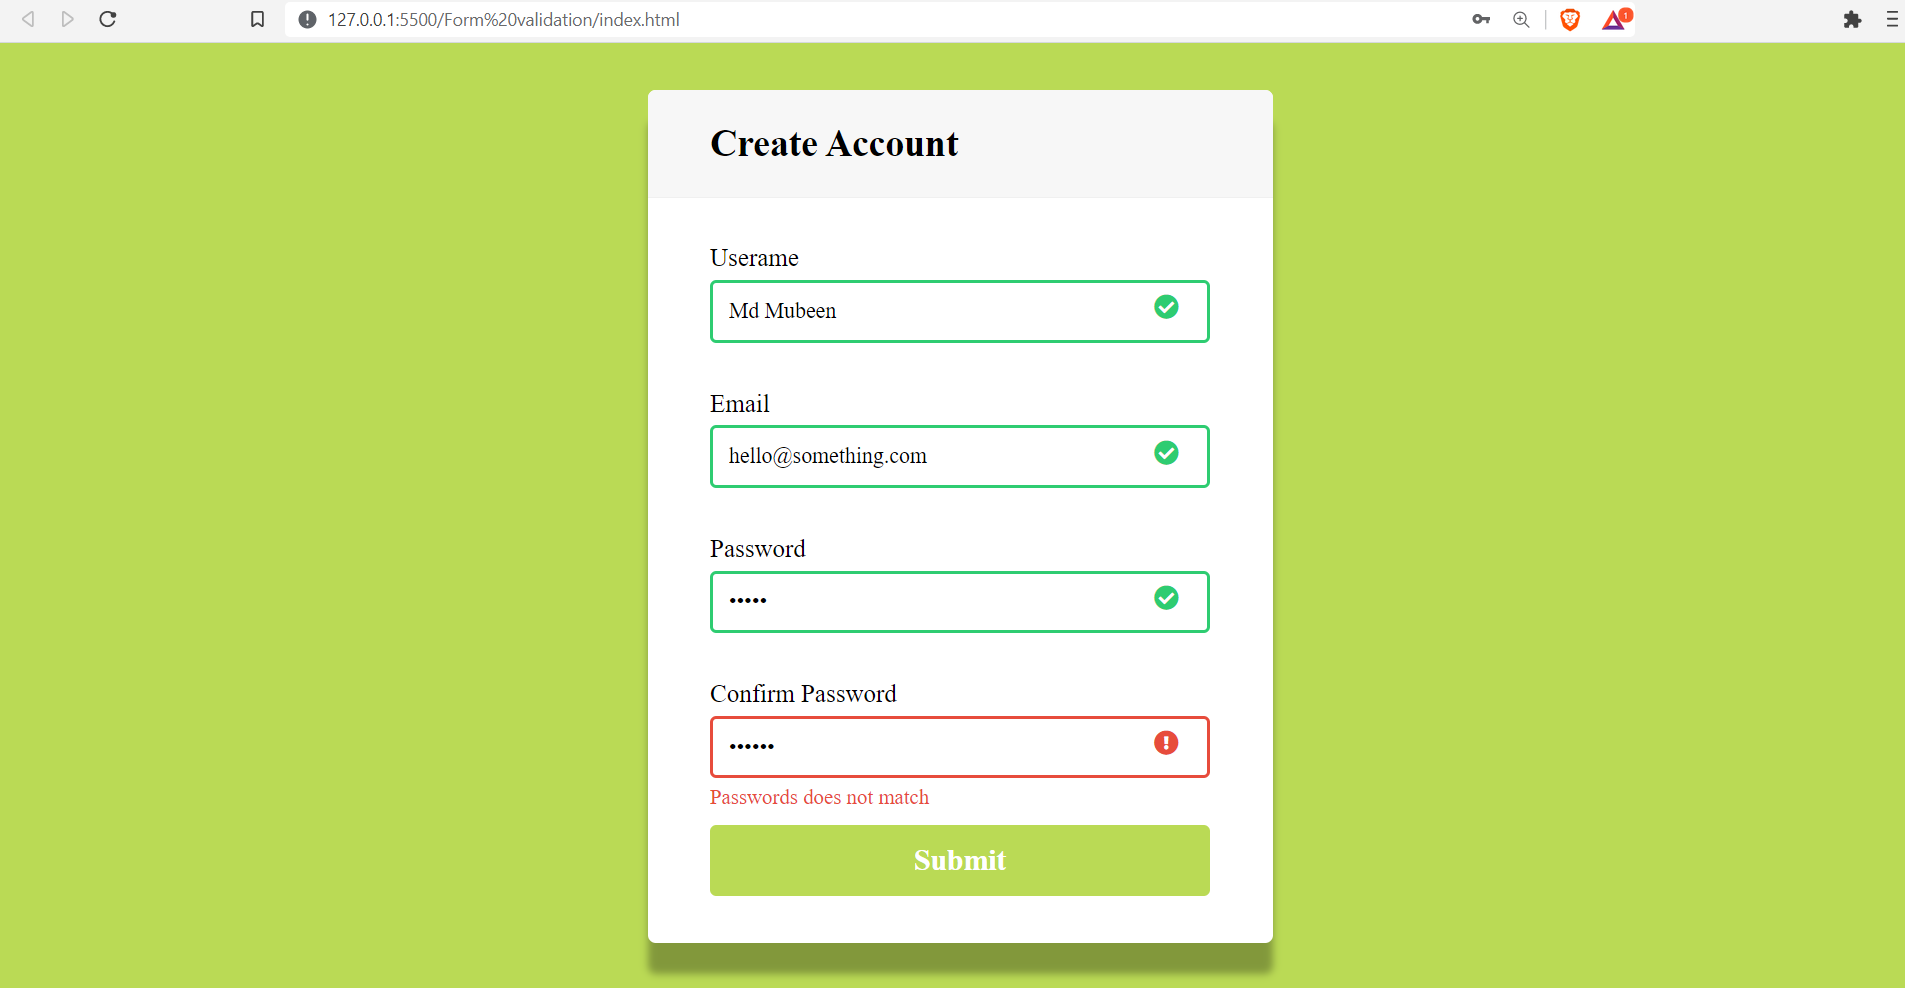 127.0.0.1:5500/Form%20validation/index.html
1
Create Account
Userame
Md Mubeen
Email
hello@something.com
Password
•••••
Confirm Password
••••••
Passwords does not match
Submit